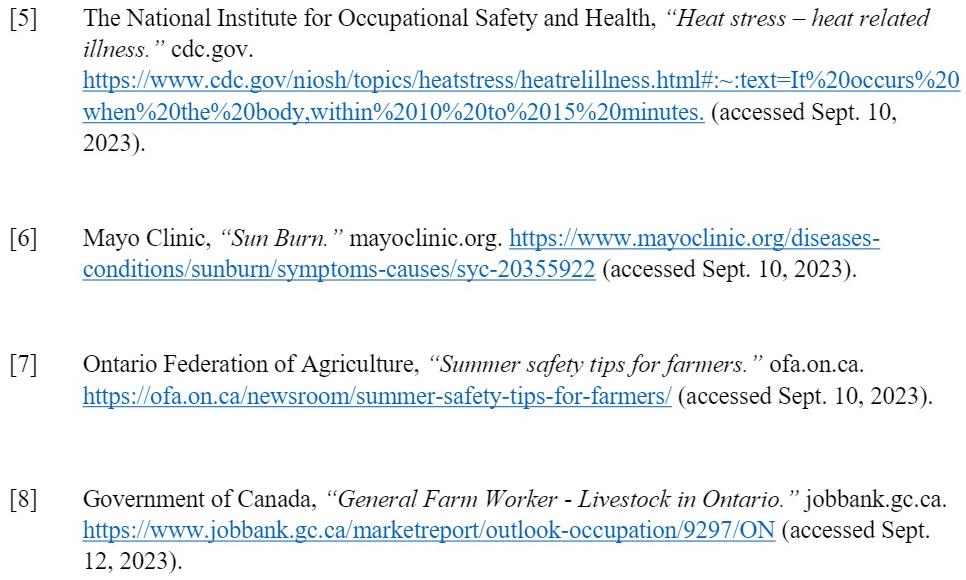 [5] The National Institute for Occupational Safety and Health, “Heat stress – heat related
illness.” cdc.gov.
https://www.cdc.gov/niosh/topics/heatstress/heatrelillness.html#:~:text=It%20occurs%20
when%20the%20body,within%2010%20to%2015%20minutes. (accessed Sept. 10,
2023).
[6] Mayo Clinic, “Sun Burn.” mayoclinic.org. https://www.mayoclinic.org/diseases-
conditions/sunburn/symptoms-causes/syc-20355922 (accessed Sept. 10, 2023).
[7] Ontario Federation of Agriculture, “Summer safety tips for farmers.” ofa.on.ca.
https://ofa.on.ca/newsroom/summer-safety-tips-for-farmers/ (accessed Sept. 10, 2023).
[8] Government of Canada, “General Farm Worker - Livestock in Ontario.” jobbank.gc.ca.
https://www.jobbank.gc.ca/marketreport/outlook-occupation/9297/ON (accessed Sept.
12, 2023).